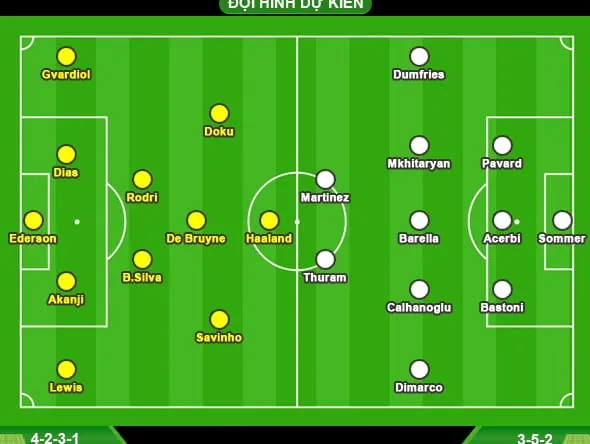 ĐỘI HÌNH DỰ KIẾN
Gvardiol
Dumfries
Doku
Dias
Mkhitaryan
Pavard
Rodri
Martinez
Ederson
De Bruyne
Haaland
Barella
Acerbi
Sommer
B.Silva
Thuram
Akanji
Calhanoglu
Bastoni
Savinho
Lewis
Dimarco
4-2-3-1
3-5-2